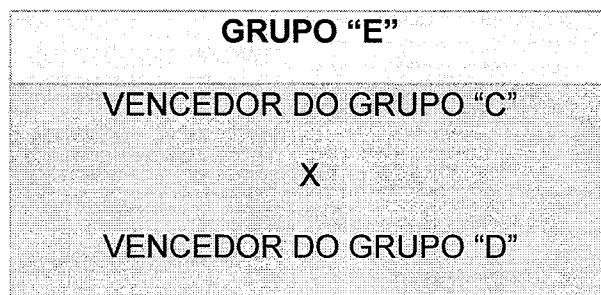 GRUPO “E”
VENCEDOR DO GRUPO “C”
X
VENCEDOR DO GRUPO “D”